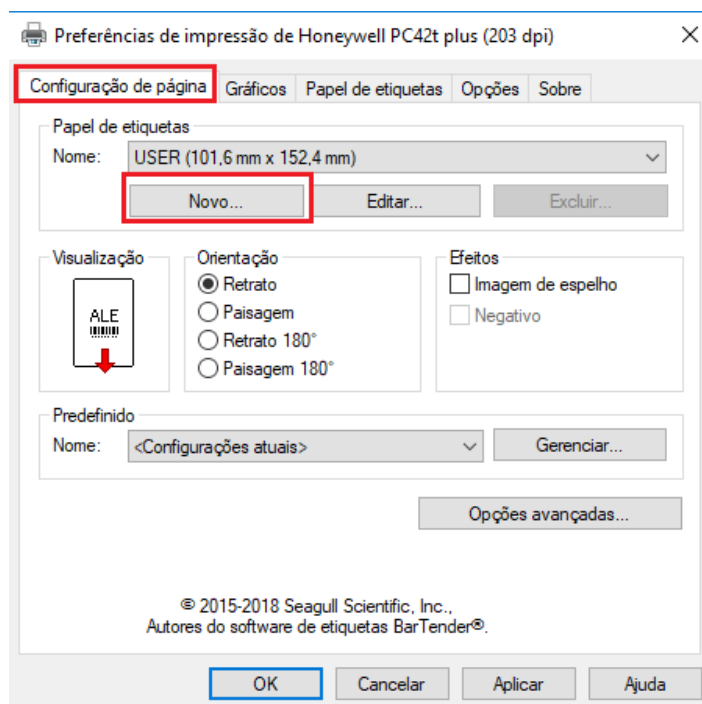 Preferências de impressão de Honeywell PC42t plus (203 dpi)
Configuração de página Gráficos Papel de etiquetas Opções Sobre
Papel de etiquetas
Nome: USER (101,6 mm x 152,4 mm)
Novo... Editar... Excluir...
Visualização Orientação Efeitos
Retrato Imagem de espelho
ALE Paisagem Negativo
Retrato 180°
Paisagem 180°
Predefinido
Nome: <Configurações atuais> Gerenciar...
Opções avançadas...
© 2015-2018 Seagull Scientific, Inc.,
Autores do software de etiquetas BarTender®.
OK Cancelar Aplicar Ajuda